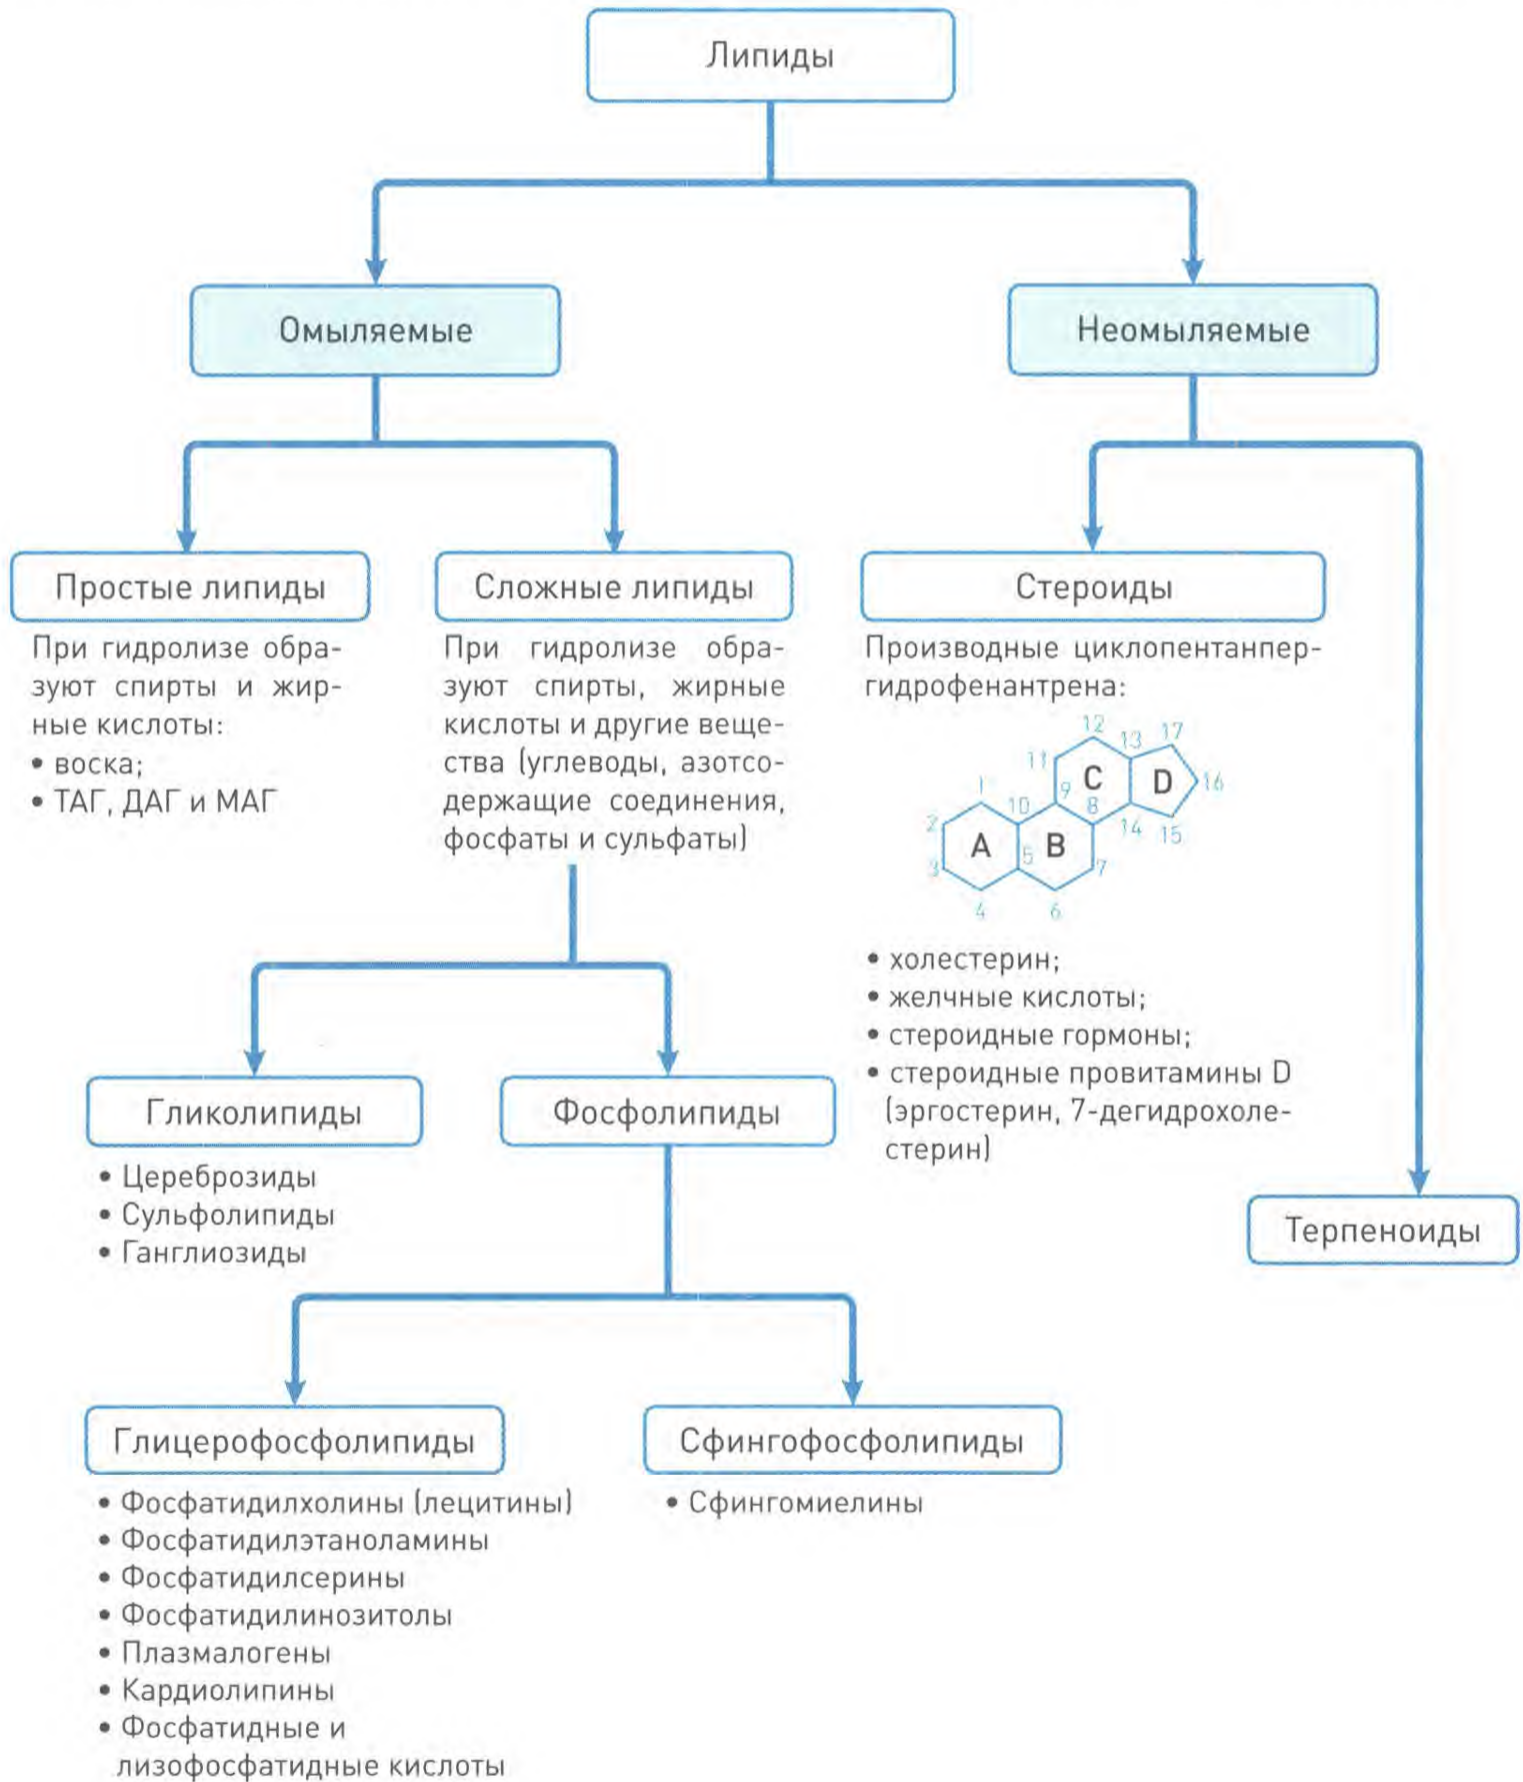 Липиды
Омыляемые
Неомыляемые
Простые липиды
При гидролизе обра-
зуют спирты и жир-
ные кислоты:
• воска;
• ТАГ, ДАГ и МАГ
Сложные липиды
При гидролизе обра-
зуют спирты, жирные
кислоты и другие веще-
ства (углеводы, азотсо-
держащие соединения,
фосфаты и сульфаты)
Стероиды
Производные циклопентанпер-
гидрофенантрена:
12
13
17
11
C
D
16
9
1
10
8
2
14
15
A
B
5
3
7
4
6
• холестерин;
• желчные кислоты;
• стероидные гормоны;
• стероидные провитамины D
(эргостерин, 7-дегидрохоле-
стерин)
Гликолипиды
• Цереброзиды
• Сульфолипиды
• Ганглиозиды
Фосфолипиды
Терпеноиды
Глицерофосфолипиды
• Фосфатидилхолины (лецитины)
• Фосфатидилэтаноламины
• Фосфатидилсерины
• Фосфатидилинозитолы
• Плазмалогены
• Кардиолипины
• Фосфатидные и
лизофосфатидные кислоты
Сфингофосфолипиды
• Сфингомиелины